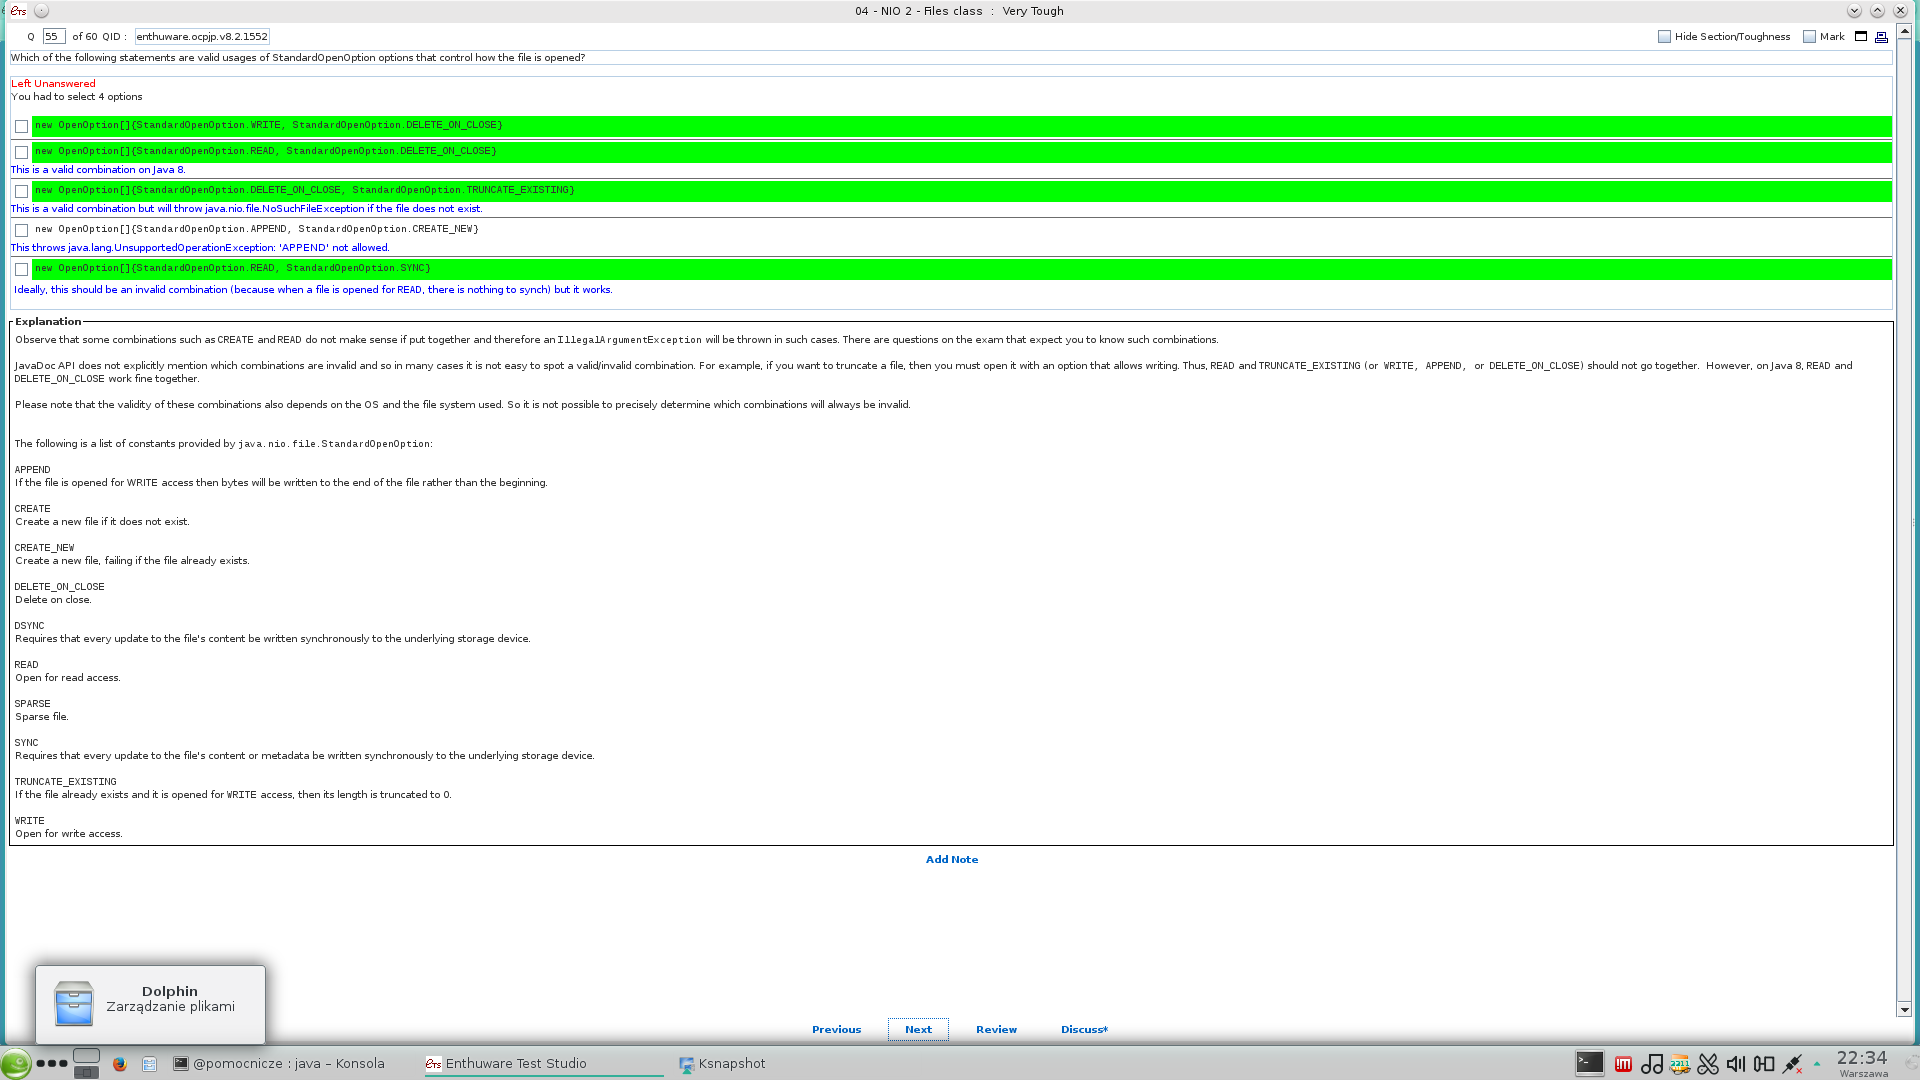 ETS
04 - NIO 2 - Files class  :  Very Tough
Q 55 of 60 QID : enthuware.ocpjp.v8.2.1552
Hide Section/Toughness Mark
Which of the following statements are valid usages of StandardOpenOption options that control how the file is opened?
Left Unanswered
You had to select 4 options
new OpenOption[]{StandardOpenOption.WRITE, StandardOpenOption.DELETE_ON_CLOSE}
new OpenOption[]{StandardOpenOption.READ, StandardOpenOption.DELETE_ON_CLOSE}
This is a valid combination on Java 8.
new OpenOption[]{StandardOpenOption.DELETE_ON_CLOSE, StandardOpenOption.TRUNCATE_EXISTING}
This is a valid combination but will throw java.nio.file.NoSuchFileException if the file does not exist.
new OpenOption[]{StandardOpenOption.APPEND, StandardOpenOption.CREATE_NEW}
This throws java.lang.UnsupportedOperationException: 'APPEND' not allowed.
new OpenOption[]{StandardOpenOption.READ, StandardOpenOption.SYNC}
Ideally, this should be an invalid combination (because when a file is opened for READ, there is nothing to synch) but it works.
Explanation
Observe that some combinations such as CREATE and READ do not make sense if put together and therefore an IllegalArgumentException will be thrown in such cases. There are questions on the exam that expect you to know such combinations.
JavaDoc API does not explicitly mention which combinations are invalid and so in many cases it is not easy to spot a valid/invalid combination. For example, if you want to truncate a file, then you must open it with an option that allows writing. Thus, READ and TRUNCATE_EXISTING (or WRITE, APPEND, or DELETE_ON_CLOSE) should not go together.  However, on Java 8, READ and
DELETE_ON_CLOSE work fine together.
Please note that the validity of these combinations also depends on the OS and the file system used. So it is not possible to precisely determine which combinations will always be invalid.
The following is a list of constants provided by java.nio.file.StandardOpenOption:
APPEND
If the file is opened for WRITE access then bytes will be written to the end of the file rather than the beginning.
CREATE
Create a new file if it does not exist.
CREATE_NEW
Create a new file, failing if the file already exists.
DELETE_ON_CLOSE
Delete on close.
DSYNC
Requires that every update to the file's content be written synchronously to the underlying storage device.
READ
Open for read access.
SPARSE
Sparse file.
SYNC
Requires that every update to the file's content or metadata be written synchronously to the underlying storage device.
TRUNCATE_EXISTING
If the file already exists and it is opened for WRITE access, then its length is truncated to 0.
WRITE
Open for write access.
Add Note
Dolphin
Zarządzanie plikami
Previous Next Review Discuss*
@pomocnicze : java – Konsola ETS Enthuware Test Studio Ksnapshot 22:34
Warszawa